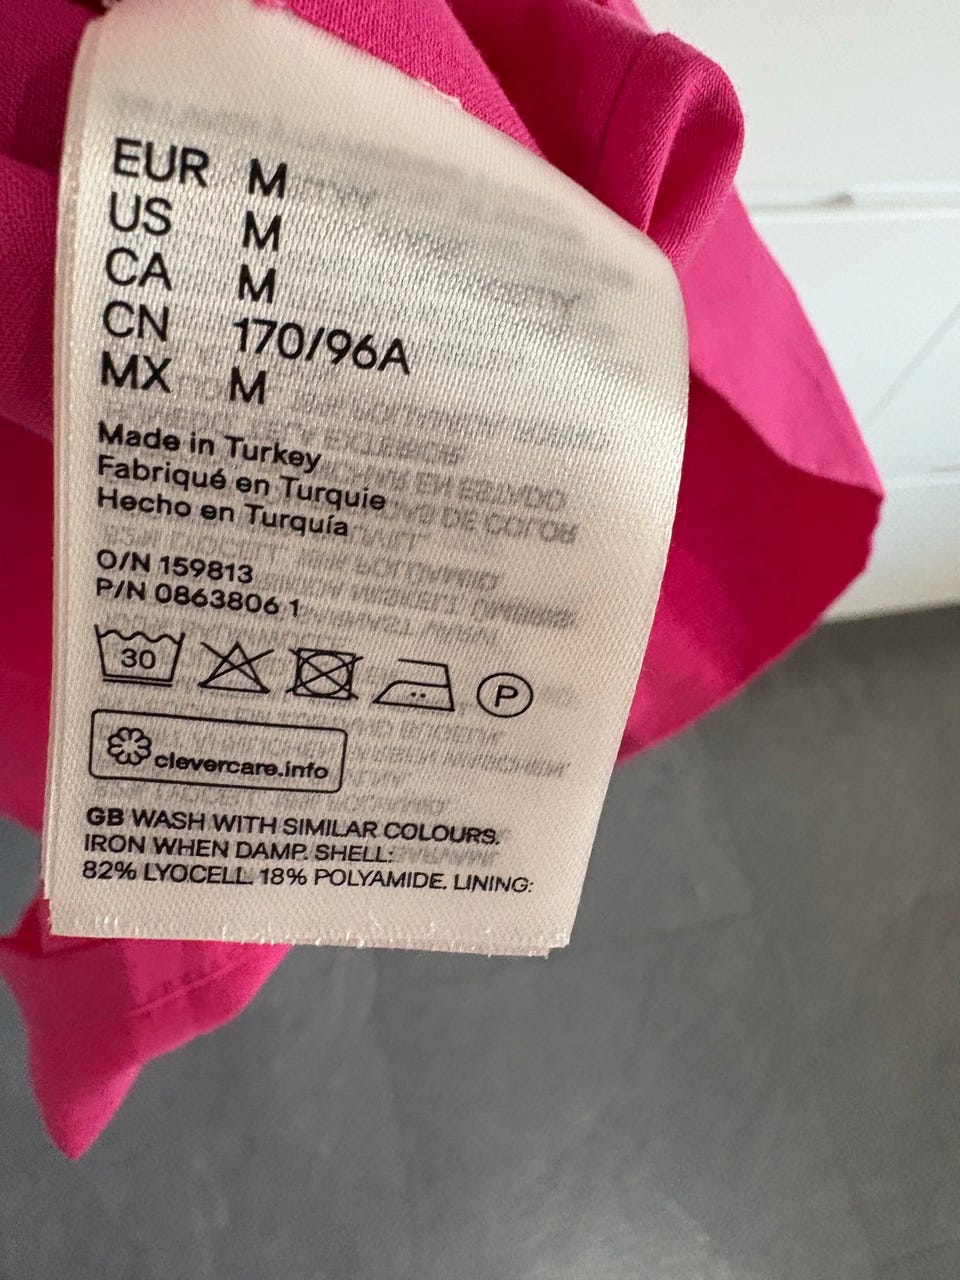 EUR M
US M
CA M
CN 170/96A
MX M
Made in Turkey
Fabriqué en Turquie
Hecho en Turquía
O/N 159813
P/N 0863806 1
30
P
clevercare.info
GB WASH WITH SIMILAR COLOURS.
IRON WHEN DAMP. SHELL:
82% LYOCELL. 18% POLYAMIDE. LINING: